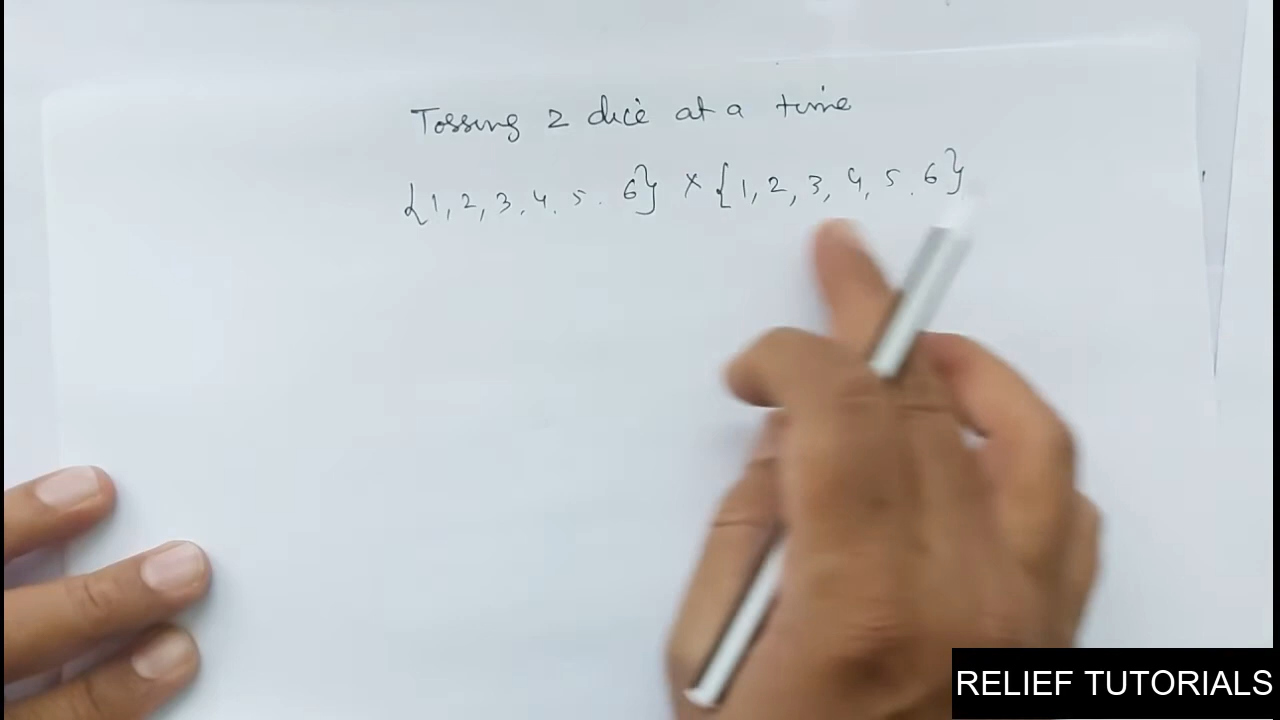 Tossing 2 dice at a time
{1, 2, 3, 4, 5. 6} × {1, 2, 3, 4, 5. 6}
RELIEF TUTORIALS